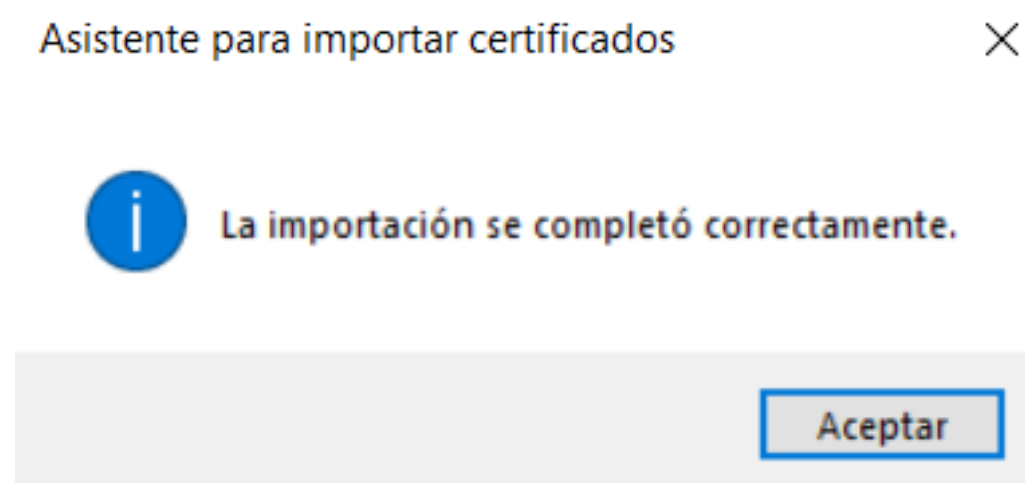 Asistente para importar certificados
La importación se completó correctamente.
Aceptar